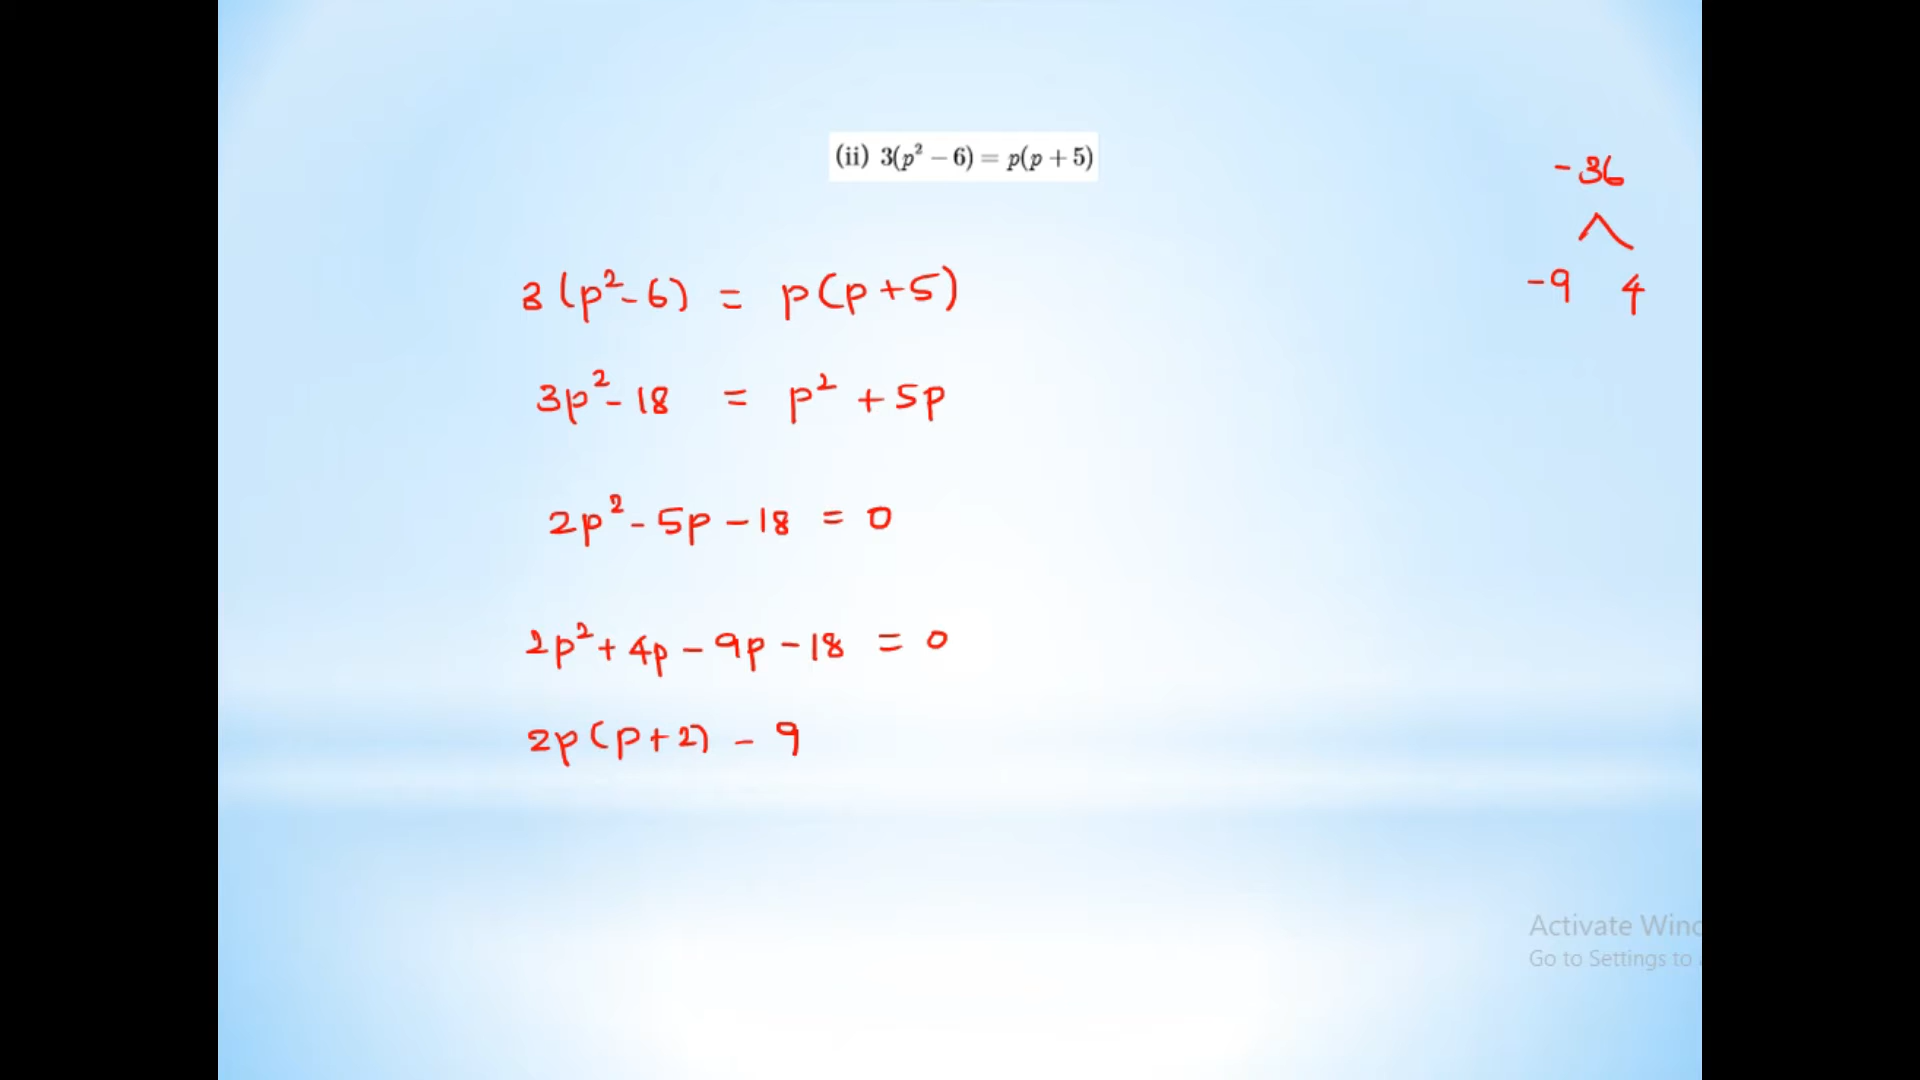 (ii) 3(p² − 6) = p(p + 5)
-36
-9 4
3(p²-6) = p(p+5)
3p²-18 = p² +5p
2p²-5p-18 = 0
2p²+4p-9p-18 = 0
2p(p+2) - 9
Activate Winc
Go to Settings to